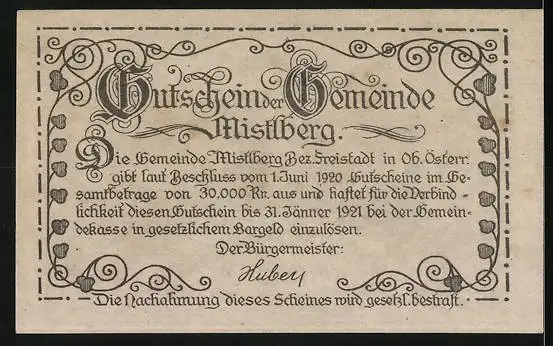 Gutschein der Gemeinde
Mistlberg.
Die Gemeinde Mistlberg Bez. Freistadt in Ob. Österr.
gibt laut Beschluss vom 1. Juni 1920 Gutscheine im Ge-
samtbetrage von 30.000 Kr. aus und haftet für die Verbind-
lichkeit diesen Gutschein bis 31. Jänner 1921 bei der Gemein-
dekasse in gesetzlichem Bargeld einzulösen.
Der Bürgermeister:
Huber
Die Nachahmung dieses Scheines wird gesetzl. bestraft.